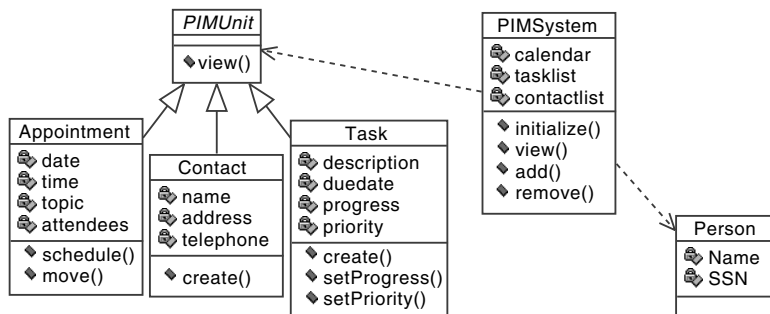 PIMUnit
view()
PIMSystem
calendar
tasklist
contactlist
initialize()
view()
add()
remove()
Appointment
date
time
topic
attendees
schedule()
move()
Contact
name
address
telephone
create()
Task
description
duedate
progress
priority
create()
setProgress()
setPriority()
Person
Name
SSN